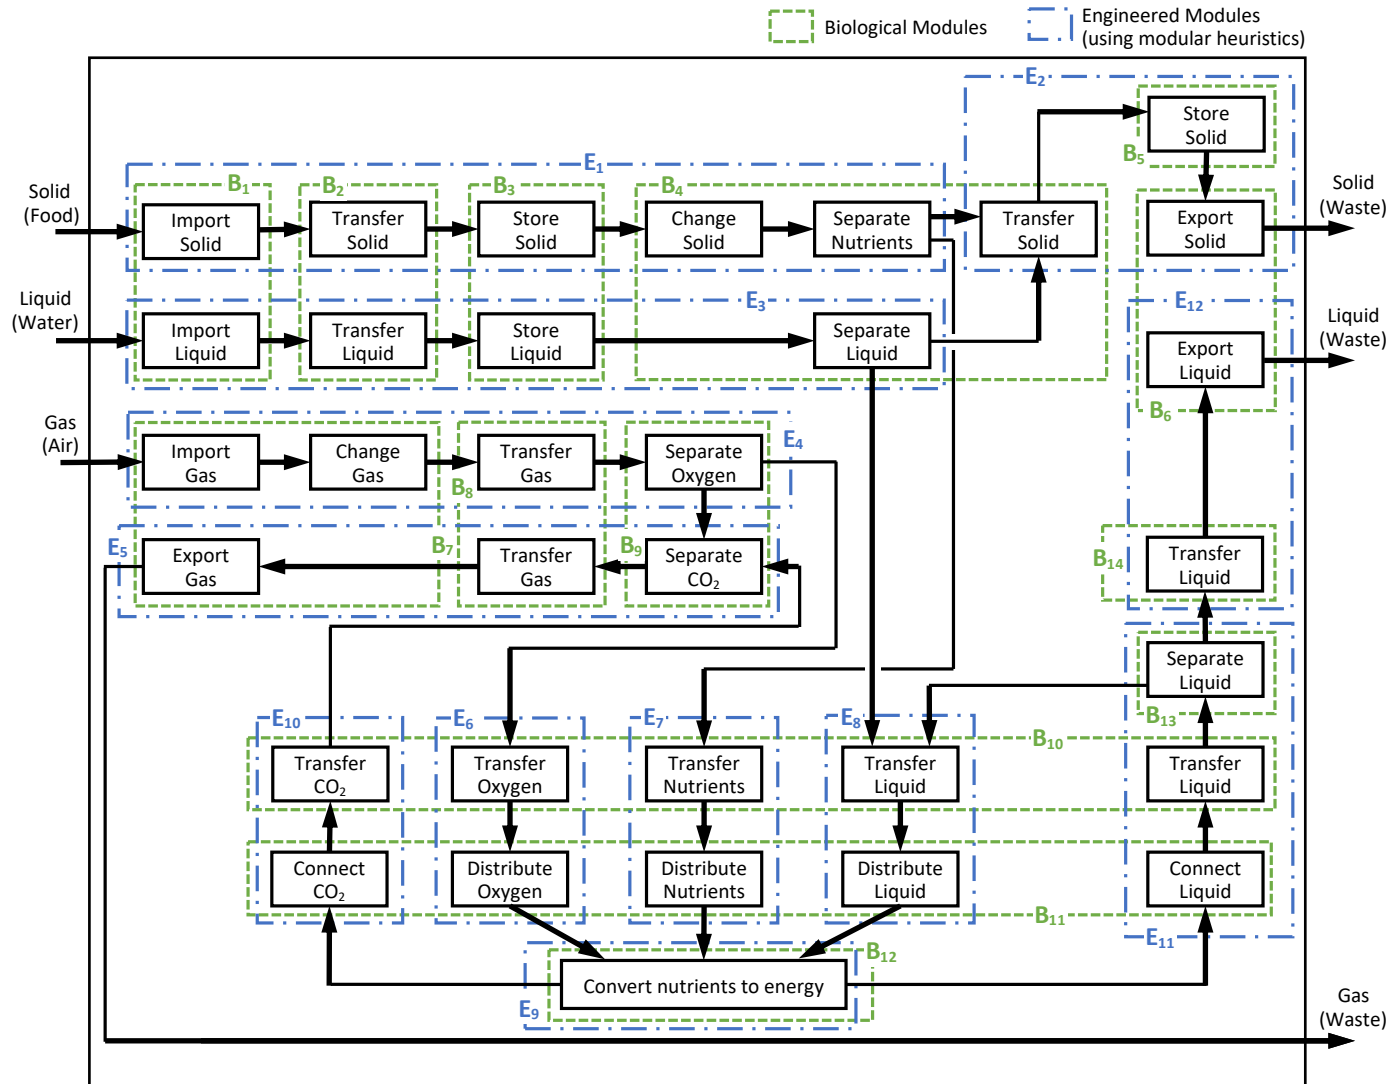 Biological Modules
Engineered Modules
(using modular heuristics)
E2
Store
Solid
B5
E1
Solid
(Food)
B1
B2
B3
B4
Solid
(Waste)
Import
Solid
Transfer
Solid
Store
Solid
Change
Solid
Separate
Nutrients
Transfer
Solid
Export
Solid
Liquid
(Water)
E3
E12
Liquid
(Waste)
Import
Liquid
Transfer
Liquid
Store
Liquid
Separate
Liquid
Export
Liquid
B6
Gas
(Air)
E4
Import
Gas
Change
Gas
Transfer
Gas
Separate
Oxygen
B8
E5
B7
B9
Export
Gas
Transfer
Gas
Separate
CO2
B14
Transfer
Liquid
Separate
Liquid
B13
E10
E6
E7
E8
B10
Transfer
CO2
Transfer
Oxygen
Transfer
Nutrients
Transfer
Liquid
Transfer
Liquid
Connect
CO2
Distribute
Oxygen
Distribute
Nutrients
Distribute
Liquid
Connect
Liquid
B11
E11
B12
Convert nutrients to energy
E9
Gas
(Waste)